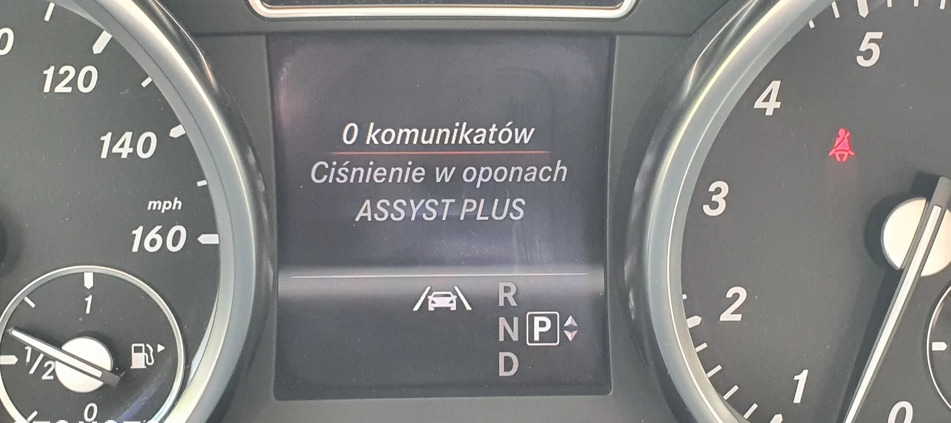 0
120
140
mph
160
1
1/2
0
0 komunikatów
Ciśnienie w oponach
ASSYST PLUS
R
N P
D
5
4
3
2
1
0